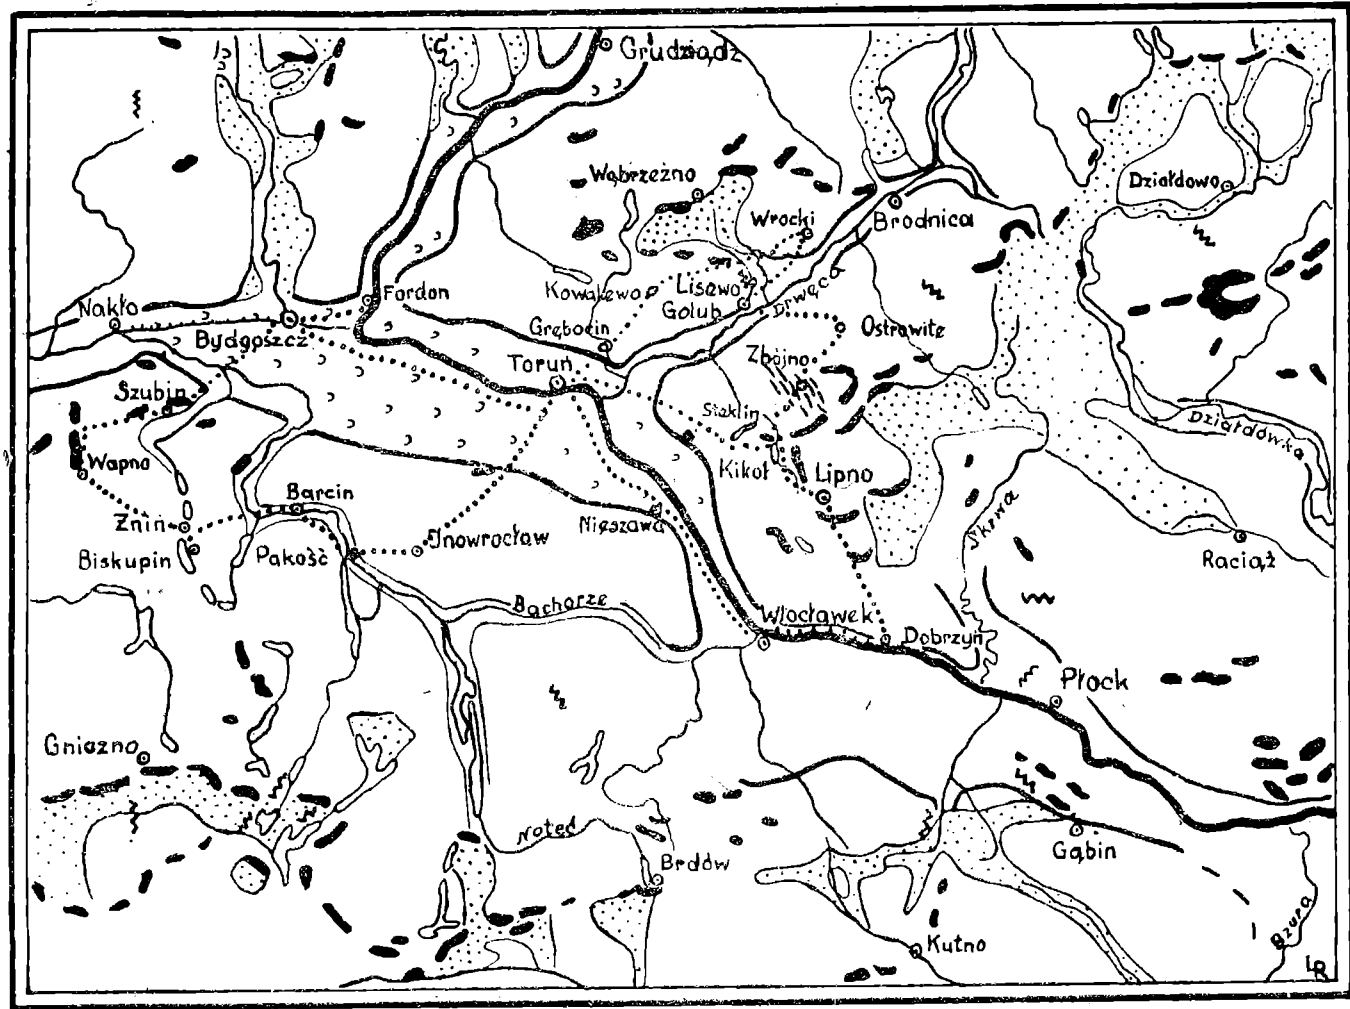 Grudziądz
Wąbrzeźno
Działdowo
Wrocki
Brodnica
Nakło
Fordon
Kowalewo
Lisewo
Golub
Drwęca
Bydgoszcz
Grębocin
Ostrowite
Toruń
Zbójno
Szubin
Steklin
Działdówka
Wapno
Kikoł
Lipno
Barcin
Żnin
Nieszawa
Skrwa
Biskupin
Pakość
Jnowrocław
Raciąż
Bachorze
Włocławek
Dobrzyń
Płock
Gniezno
Noteć
Brdów
Gąbin
Bzura
Kutno
LR